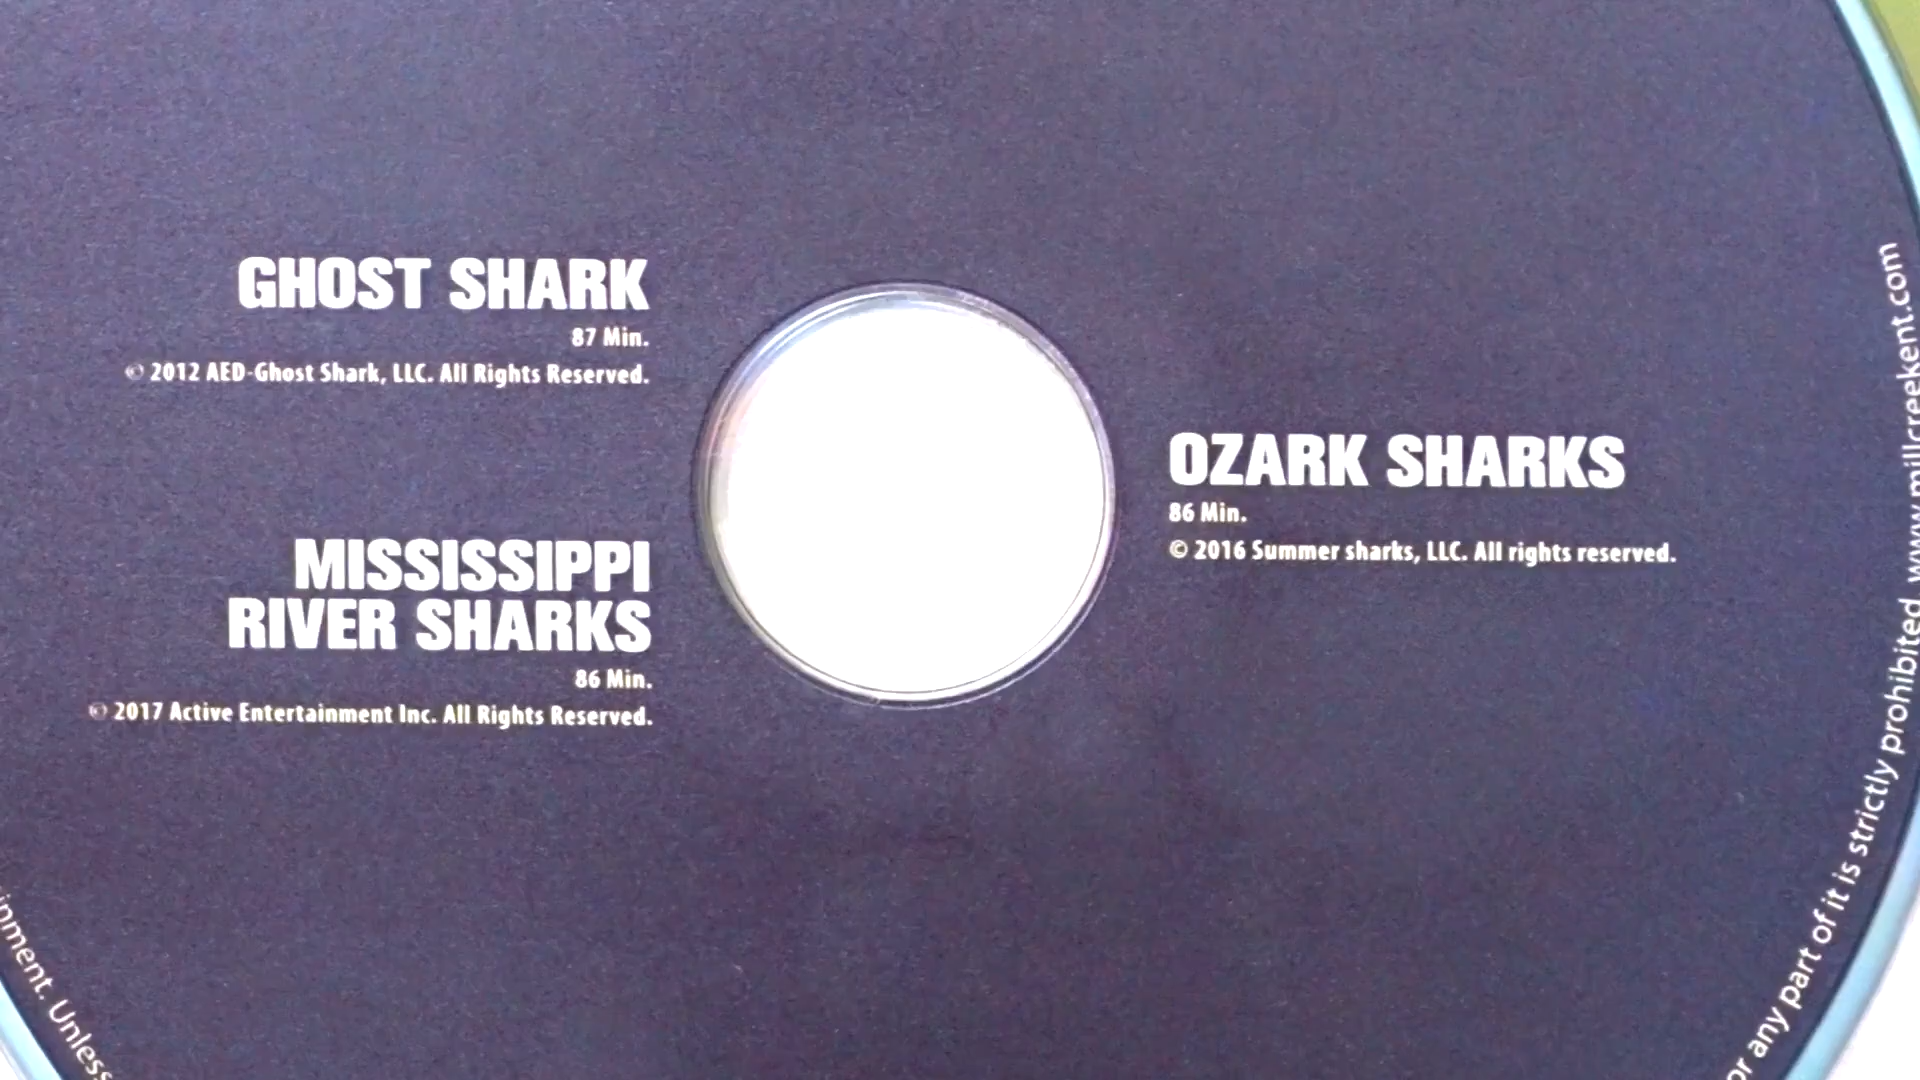 GHOST SHARK
87 Min.
© 2012 AED-Ghost Shark, LLC. All Rights Reserved.
MISSISSIPPI
RIVER SHARKS
86 Min.
© 2017 Active Entertainment Inc. All Rights Reserved.
OZARK SHARKS
86 Min.
© 2016 Summer sharks, LLC. All rights reserved.
inment. Unless
or any part of it is strictly prohibited. www.millcreekent.com